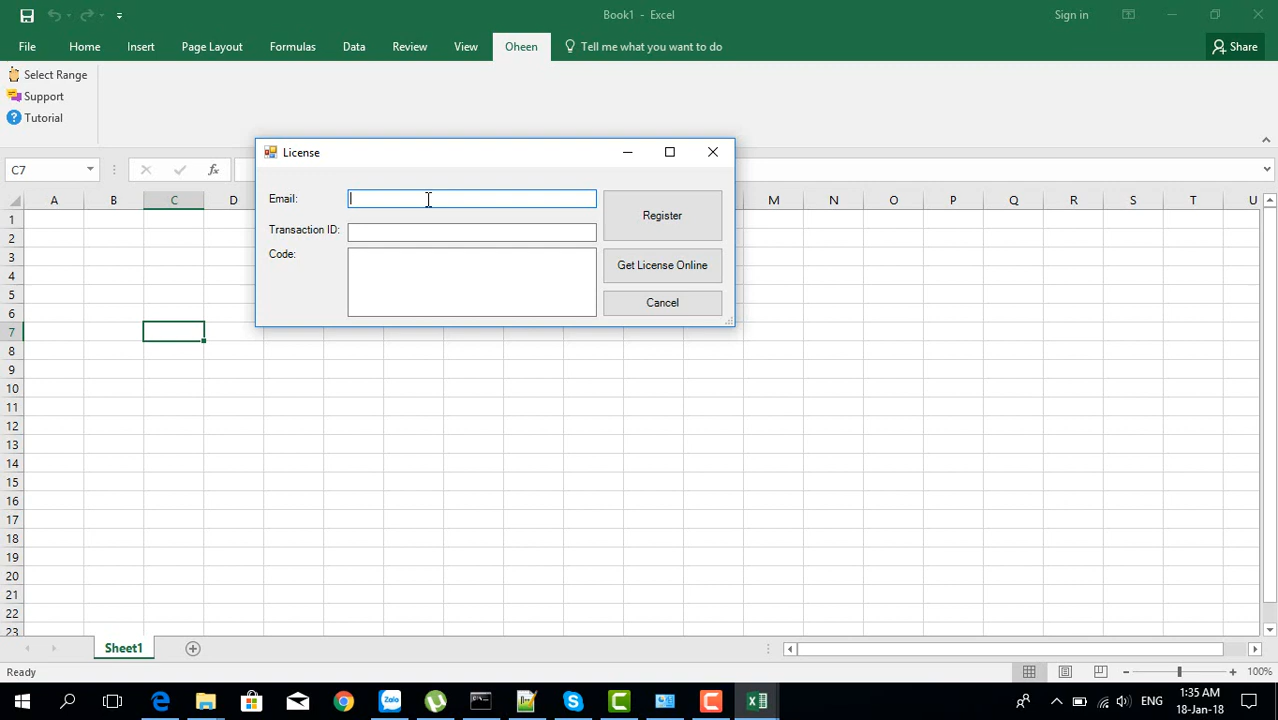 Book1 - Excel
Sign in
File Home Insert Page Layout Formulas Data Review View Oheen Tell me what you want to do Share
Select Range
Support
Tutorial
License
C7 fx
Email:
Transaction ID:
Code:
Register
Get License Online
Cancel
A B C D M N O P Q R S T U
1
2
3
4
5
6
7
8
9
10
11
12
13
14
15
16
17
18
19
20
21
22
23
Sheet1
Ready 100%
Zalo ENG 1:35 AM
18-Jan-18